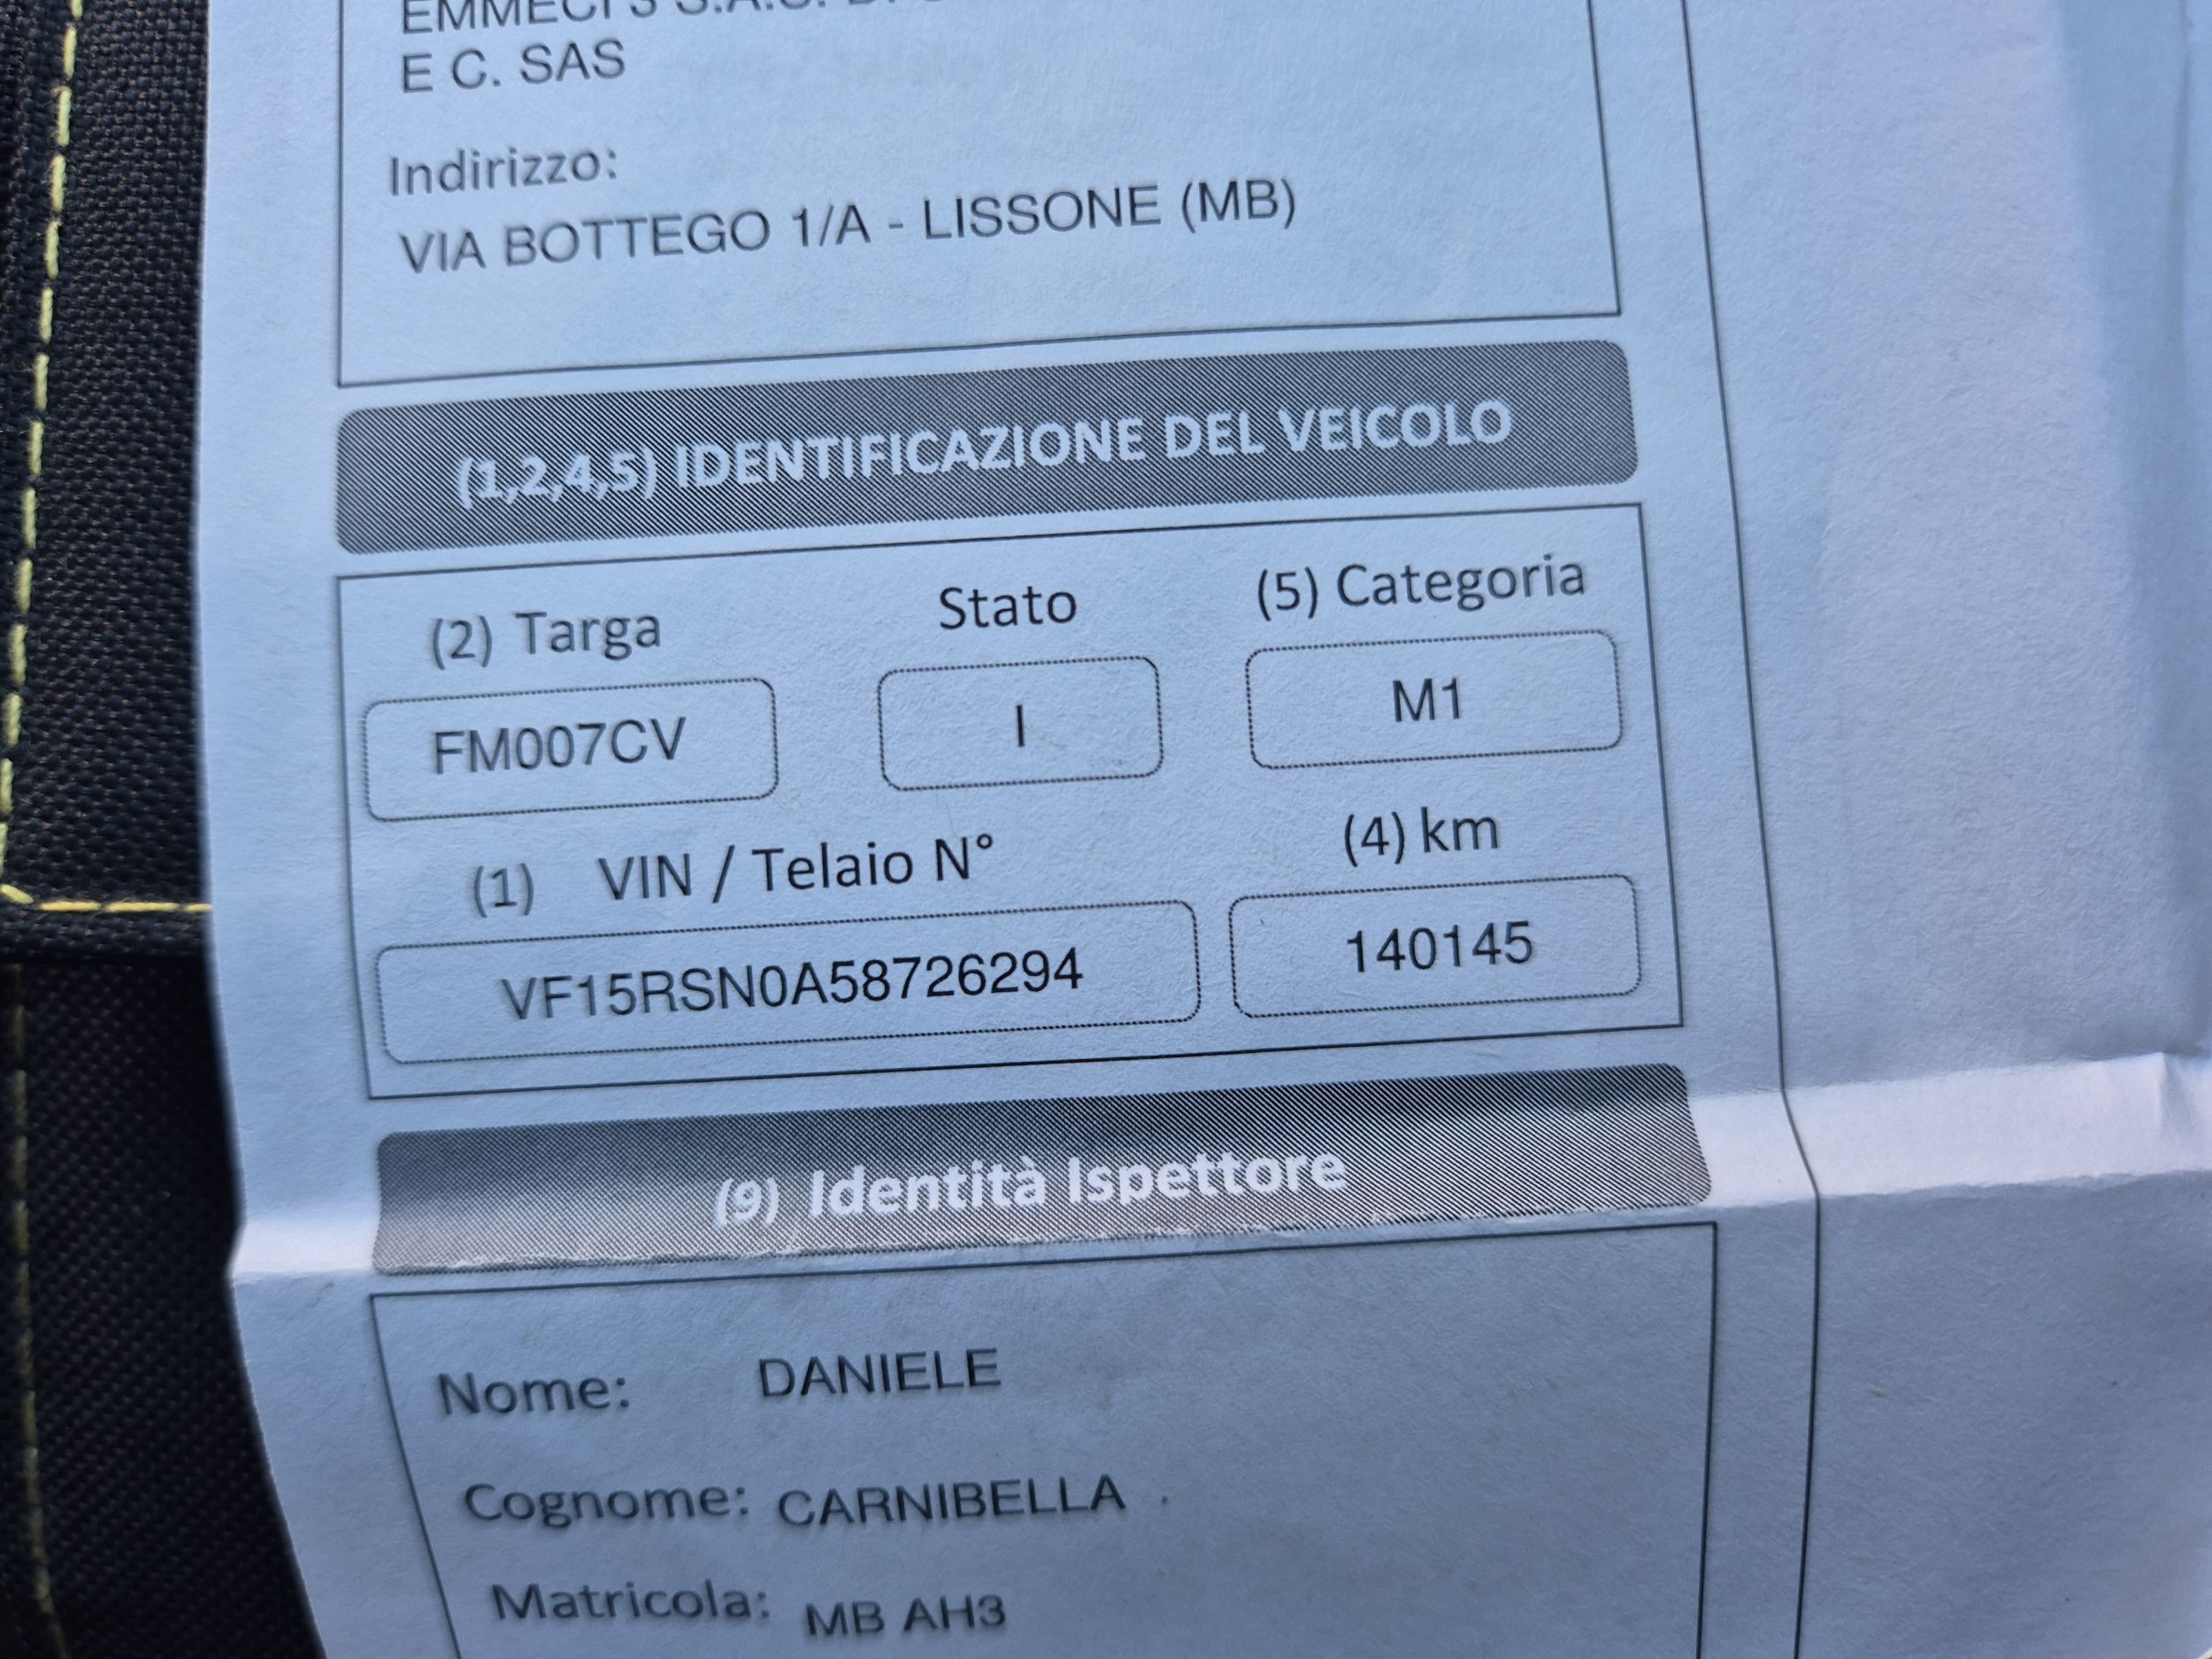 EMMECI 3 S.A.S.
E C. SAS
Indirizzo:
VIA BOTTEGO 1/A - LISSONE (MB)
(1,2,4,5) IDENTIFICAZIONE DEL VEICOLO
(2) Targa Stato (5) Categoria
FM007CV I M1
(1) VIN / Telaio N° (4) km
VF15RSN0A58726294 140145
(9) Identità Ispettore
Nome: DANIELE
Cognome: CARNIBELLA
Matricola: MB AH3